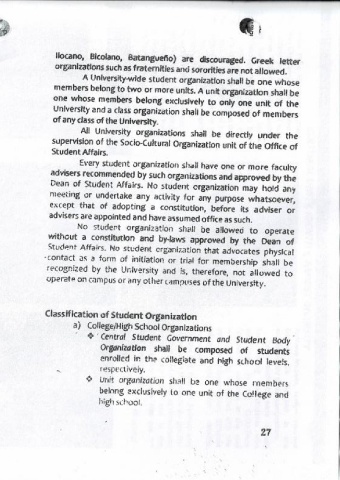 Ilocano, Bicolano, Batangueño) are discouraged. Greek letter
organizations such as fraternities and sororities are not allowed.
A University-wide student organization shall be one whose
members belong to two or more units. A unit organization shall be
one whose members belong exclusively to only one unit of the
University and a class organization shall be composed of members
of any class of the University.
All University organizations shall be directly under the
supervision of the Socio-Cultural Organization unit of the Office of
Student Affairs.
Every student organization shall have one or more faculty
advisers recommended by such organizations and approved by the
Dean of Student Affairs. No student organization may hold any
meeting or undertake any activity for any purpose whatsoever,
except that of adopting a constitution, before its adviser or
advisers are appointed and have assumed office as such.
No student organization shall be allowed to operate
without a constitution and by-laws approved by the Dean of
Student Affairs. No student organization that advocates physical
contact as a form of initiation or trial for membership shall be
recognized by the University and is, therefore, not allowed to
operate on campus or any other campuses of the University.
Classification of Student Organization
a) College/High School Organizations
❖ Central Student Government and Student Body
Organization shall be composed of students
enrolled in the collegiate and high school levels,
respectively.
❖ Unit organization shall be one whose members
belong exclusively to one unit of the College and
high school.
27